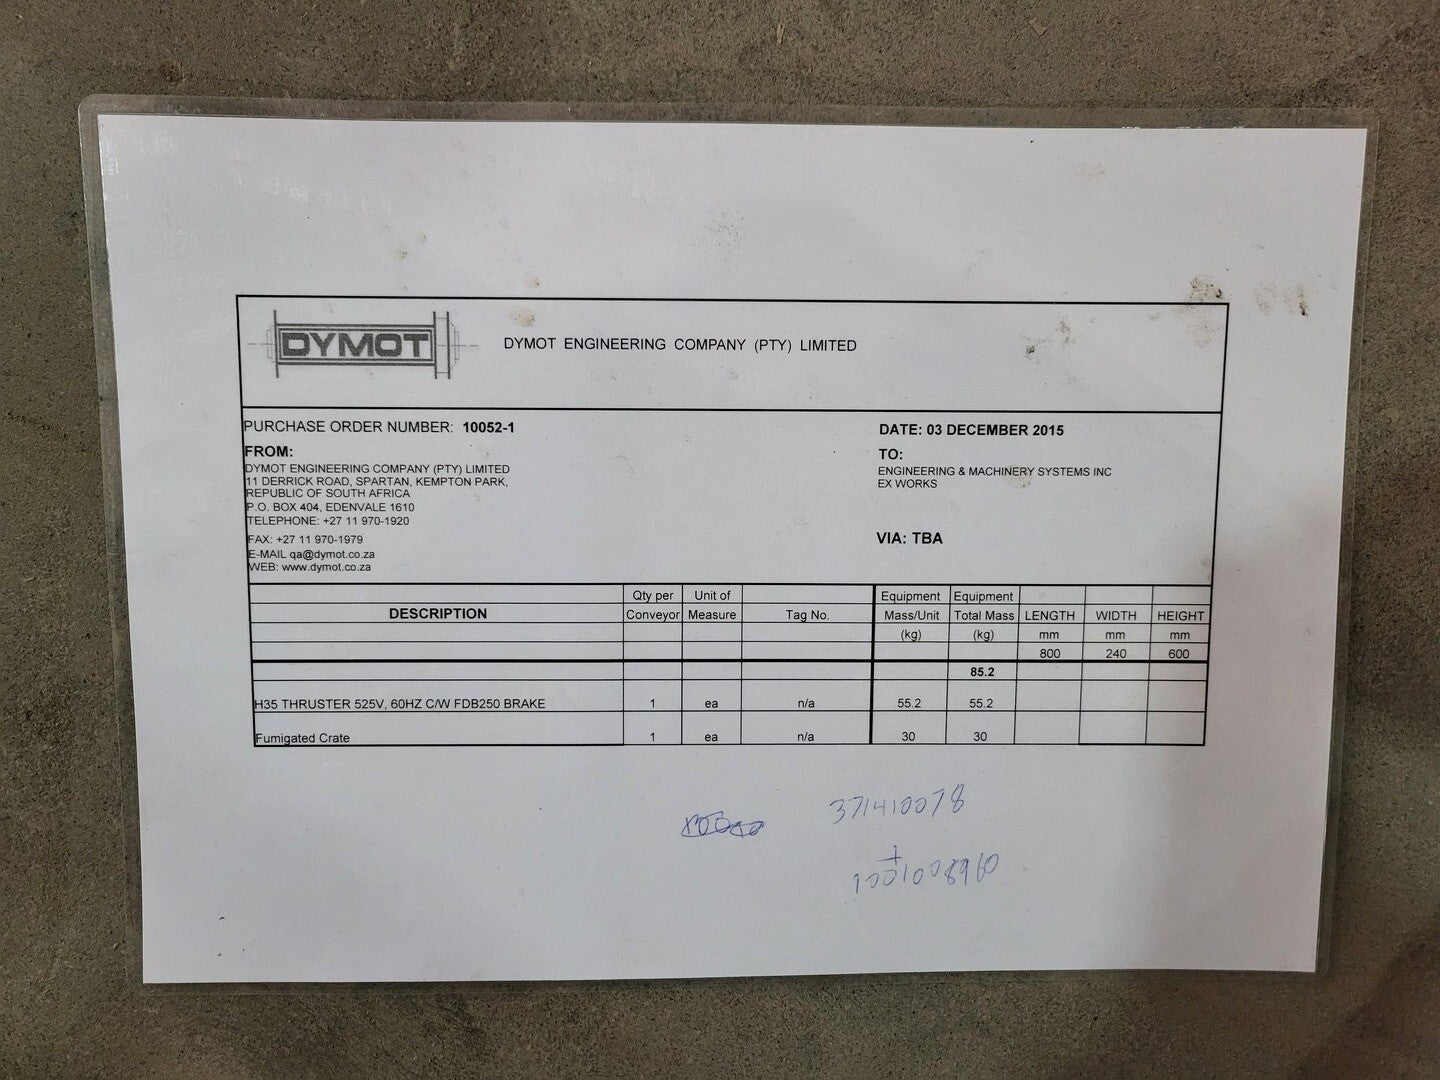 DYMOT
DYMOT ENGINEERING COMPANY (PTY) LIMITED
PURCHASE ORDER NUMBER: 10052-1
DATE: 03 DECEMBER 2015
FROM:
DYMOT ENGINEERING COMPANY (PTY) LIMITED
11 DERRICK ROAD, SPARTAN, KEMPTON PARK,
REPUBLIC OF SOUTH AFRICA
P.O. BOX 404, EDENVALE 1610
TELEPHONE: +27 11 970-1920
FAX: +27 11 970-1979
E-MAIL qa@dymot.co.za
WEB: www.dymot.co.za
TO:
ENGINEERING & MACHINERY SYSTEMS INC
EX WORKS
VIA: TBA
Qty per Unit of Equipment Equipment
DESCRIPTION Conveyor Measure Tag No. Mass/Unit Total Mass LENGTH WIDTH HEIGHT
(kg) (kg) mm mm mm
800 240 600
85.2
H35 THRUSTER 525V, 60HZ C/W FDB250 BRAKE 1 ea n/a 55.2 55.2
Fumigated Crate 1 ea n/a 30 30
371410078